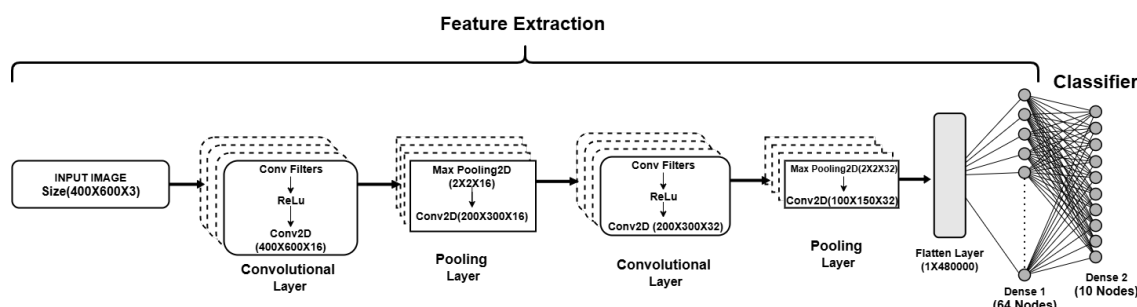 Feature Extraction
Classifier
INPUT IMAGE
Size(400X600X3)
Conv Filters
ReLu
Conv2D
(400X600X16)
Convolutional
Layer
Max Pooling2D
(2X2X16)
Conv2D(200X300X16)
Pooling
Layer
Conv Filters
ReLu
Conv2D (200X300X32)
Convolutional
Layer
Max Pooling2D(2X2X32)
Conv2D(100X150X32)
Pooling
Layer
Flatten Layer
(1X480000)
Dense 1
(64 Nodes)
Dense 2
(10 Nodes)